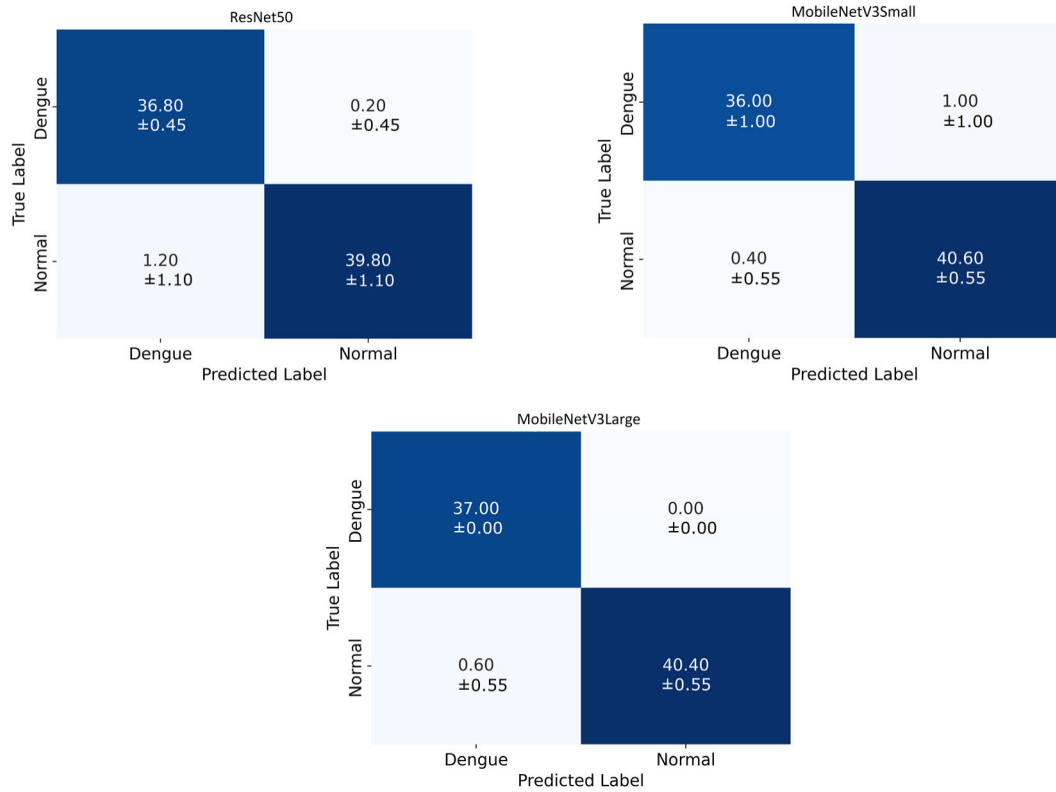 ResNet50
Dengue
36.80
±0.45
0.20
±0.45
True Label
Normal
1.20
±1.10
39.80
±1.10
Dengue
Normal
Predicted Label
MobileNetV3Small
Dengue
36.00
±1.00
1.00
±1.00
True Label
Normal
0.40
±0.55
40.60
±0.55
Dengue
Normal
Predicted Label
MobileNetV3Large
Dengue
37.00
±0.00
0.00
±0.00
True Label
Normal
0.60
±0.55
40.40
±0.55
Dengue
Normal
Predicted Label